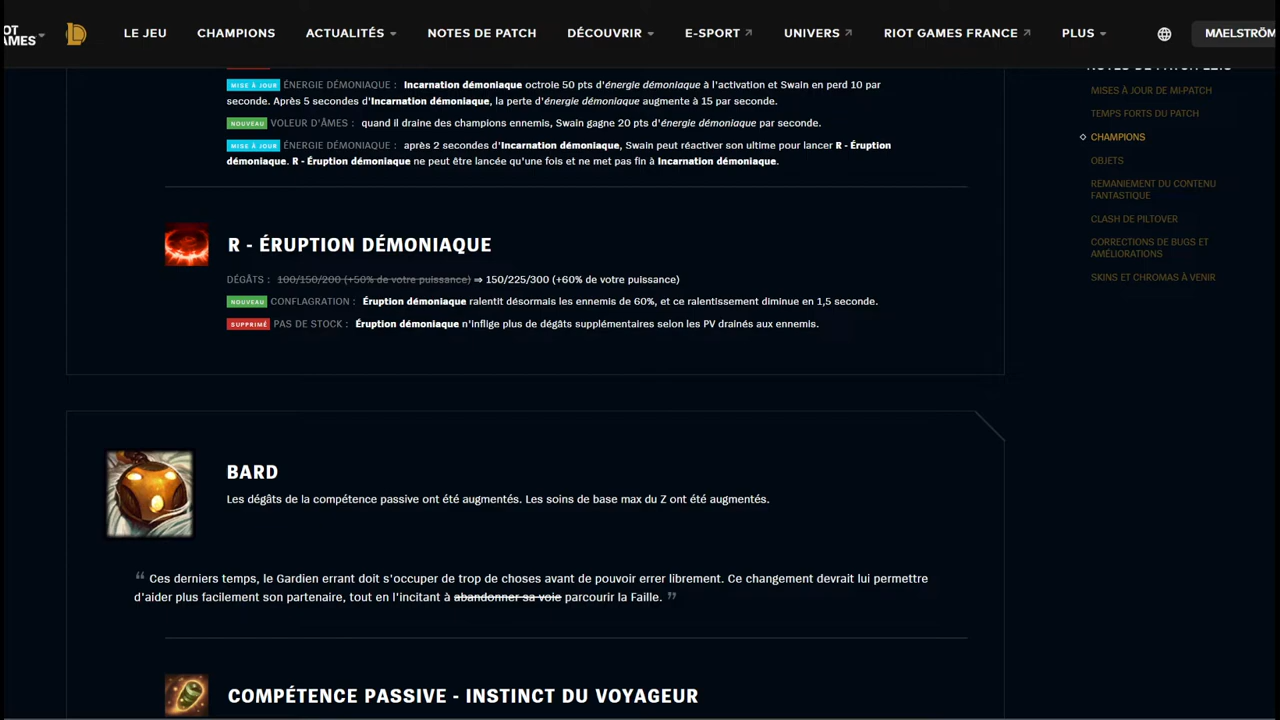 LE JEU CHAMPIONS ACTUALITÉS NOTES DE PATCH DÉCOUVRIR E-SPORT UNIVERS RIOT GAMES FRANCE PLUS MAELSTRÖM
MISE À JOUR ÉNERGIE DÉMONIAQUE : Incarnation démoniaque octroie 50 pts d'énergie démoniaque à l'activation et Swain en perd 10 par
seconde. Après 5 secondes d'Incarnation démoniaque, la perte d'énergie démoniaque augmente à 15 par seconde.
NOUVEAU VOLEUR D'ÂMES : quand il draine des champions ennemis, Swain gagne 20 pts d'énergie démoniaque par seconde.
MISE À JOUR ÉNERGIE DÉMONIAQUE : après 2 secondes d'Incarnation démoniaque, Swain peut réactiver son ultime pour lancer R - Éruption
démoniaque. R - Éruption démoniaque ne peut être lancée qu'une fois et ne met pas fin à Incarnation démoniaque.
R - ÉRUPTION DÉMONIAQUE
DÉGÂTS : 100/150/200 (+50% de votre puissance) ⇒ 150/225/300 (+60% de votre puissance)
NOUVEAU CONFLAGRATION : Éruption démoniaque ralentit désormais les ennemis de 60%, et ce ralentissement diminue en 1,5 seconde.
SUPPRIMÉ PAS DE STOCK : Éruption démoniaque n'inflige plus de dégâts supplémentaires selon les PV drainés aux ennemis.
BARD
Les dégâts de la compétence passive ont été augmentés. Les soins de base max du Z ont été augmentés.
“ Ces derniers temps, le Gardien errant doit s'occuper de trop de choses avant de pouvoir errer librement. Ce changement devrait lui permettre
d'aider plus facilement son partenaire, tout en l'incitant à abandonner sa voie parcourir la Faille. ”
COMPÉTENCE PASSIVE - INSTINCT DU VOYAGEUR
MISES À JOUR DE MI-PATCH
TEMPS FORTS DU PATCH
CHAMPIONS
OBJETS
REMANIEMENT DU CONTENU
FANTASTIQUE
CLASH DE PILTOVER
CORRECTIONS DE BUGS ET
AMÉLIORATIONS
SKINS ET CHROMAS À VENIR